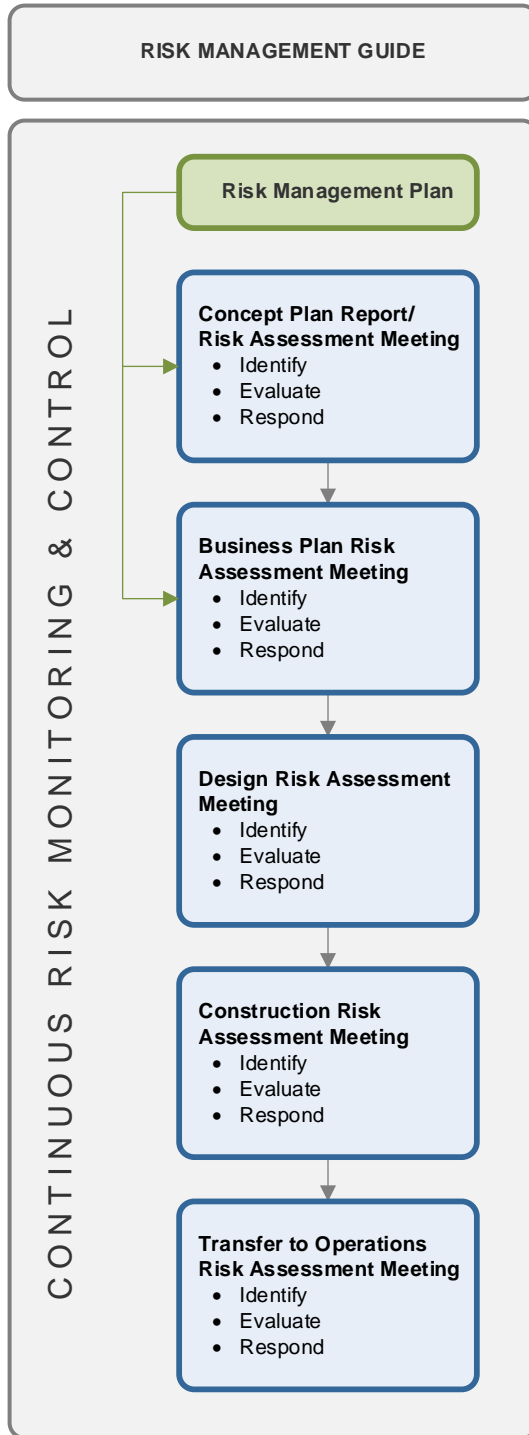 RISK MANAGEMENT GUIDE
CONTINUOUS RISK MONITORING & CONTROL
Risk Management Plan
Concept Plan Report/
Risk Assessment Meeting
• Identify
• Evaluate
• Respond
Business Plan Risk
Assessment Meeting
• Identify
• Evaluate
• Respond
Design Risk Assessment
Meeting
• Identify
• Evaluate
• Respond
Construction Risk
Assessment Meeting
• Identify
• Evaluate
• Respond
Transfer to Operations
Risk Assessment Meeting
• Identify
• Evaluate
• Respond